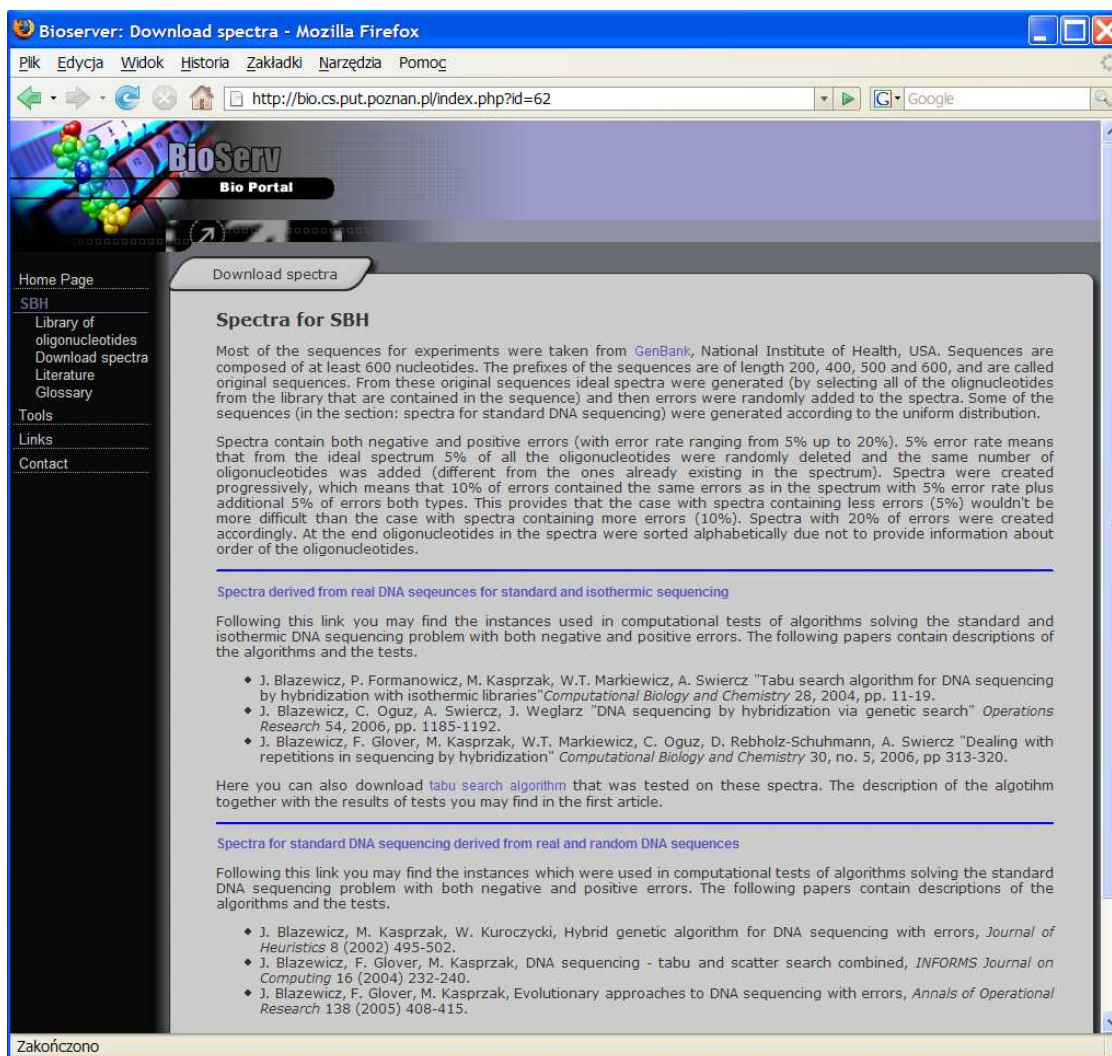 Bioserver: Download spectra - Mozilla Firefox
Plik Edycja Widok Historia Zakładki Narzędzia Pomoc
http://bio.cs.put.poznan.pl/index.php?id=62
G Google
BioServ
Bio Portal
Download spectra
Home Page
SBH
Library of
oligonucleotides
Download spectra
Literature
Glossary
Tools
Links
Contact
Spectra for SBH
Most of the sequences for experiments were taken from GenBank, National Institute of Health, USA. Sequences are
composed of at least 600 nucleotides. The prefixes of the sequences are of length 200, 400, 500 and 600, and are called
original sequences. From these original sequences ideal spectra were generated (by selecting all of the olignucleotides
from the library that are contained in the sequence) and then errors were randomly added to the spectra. Some of the
sequences (in the section: spectra for standard DNA sequencing) were generated according to the uniform distribution.
Spectra contain both negative and positive errors (with error rate ranging from 5% up to 20%). 5% error rate means
that from the ideal spectrum 5% of all the oligonucleotides were randomly deleted and the same number of
oligonucleotides was added (different from the ones already existing in the spectrum). Spectra were created
progressively, which means that 10% of errors contained the same errors as in the spectrum with 5% error rate plus
additional 5% of errors both types. This provides that the case with spectra containing less errors (5%) wouldn't be
more difficult than the case with spectra containing more errors (10%). Spectra with 20% of errors were created
accordingly. At the end oligonucleotides in the spectra were sorted alphabetically due not to provide information about
order of the oligonucleotides.
Spectra derived from real DNA seqeunces for standard and isothermic sequencing
Following this link you may find the instances used in computational tests of algorithms solving the standard and
isothermic DNA sequencing problem with both negative and positive errors. The following papers contain descriptions of
the algorithms and the tests.
• J. Blazewicz, P. Formanowicz, M. Kasprzak, W.T. Markiewicz, A. Swiercz "Tabu search algorithm for DNA sequencing
by hybridization with isothermic libraries"Computational Biology and Chemistry 28, 2004, pp. 11-19.
• J. Blazewicz, C. Oguz, A. Swiercz, J. Weglarz "DNA sequencing by hybridization via genetic search" Operations
Research 54, 2006, pp. 1185-1192.
• J. Blazewicz, F. Glover, M. Kasprzak, W.T. Markiewicz, C. Oguz, D. Rebholz-Schuhmann, A. Swiercz "Dealing with
repetitions in sequencing by hybridization" Computational Biology and Chemistry 30, no. 5, 2006, pp 313-320.
Here you can also download tabu search algorithm that was tested on these spectra. The description of the algotihm
together with the results of tests you may find in the first article.
Spectra for standard DNA sequencing derived from real and random DNA sequences
Following this link you may find the instances which were used in computational tests of algorithms solving the standard
DNA sequencing problem with both negative and positive errors. The following papers contain descriptions of the
algorithms and the tests.
• J. Blazewicz, M. Kasprzak, W. Kuroczycki, Hybrid genetic algorithm for DNA sequencing with errors, Journal of
Heuristics 8 (2002) 495-502.
• J. Blazewicz, F. Glover, M. Kasprzak, DNA sequencing - tabu and scatter search combined, INFORMS Journal on
Computing 16 (2004) 232-240.
• J. Blazewicz, F. Glover, M. Kasprzak, Evolutionary approaches to DNA sequencing with errors, Annals of Operational
Research 138 (2005) 408-415.
Zakończono